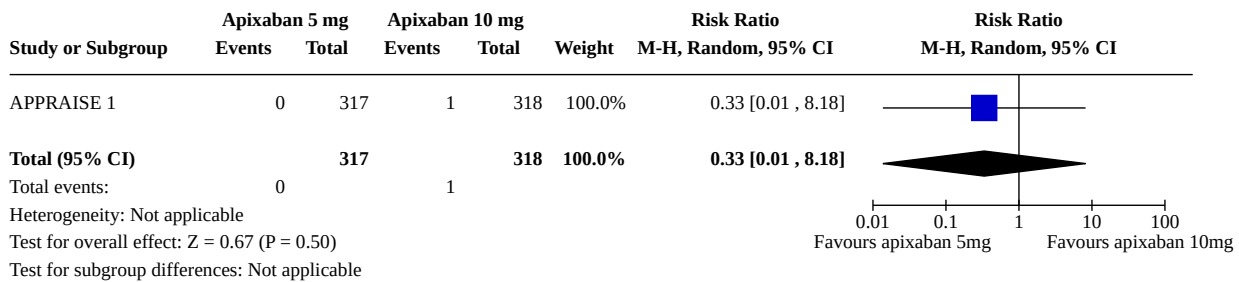 Apixaban 5 mg Apixaban 10 mg Risk Ratio Risk Ratio
Study or Subgroup Events Total Events Total Weight M-H, Random, 95% CI M-H, Random, 95% CI
APPRAISE 1 0 317 1 318 100.0% 0.33 [0.01 , 8.18]
Total (95% CI) 317 318 100.0% 0.33 [0.01 , 8.18]
Total events: 0 1
Heterogeneity: Not applicable
0.01 0.1 1 10 100
Test for overall effect: Z = 0.67 (P = 0.50)
Favours apixaban 5mg Favours apixaban 10mg
Test for subgroup differences: Not applicable